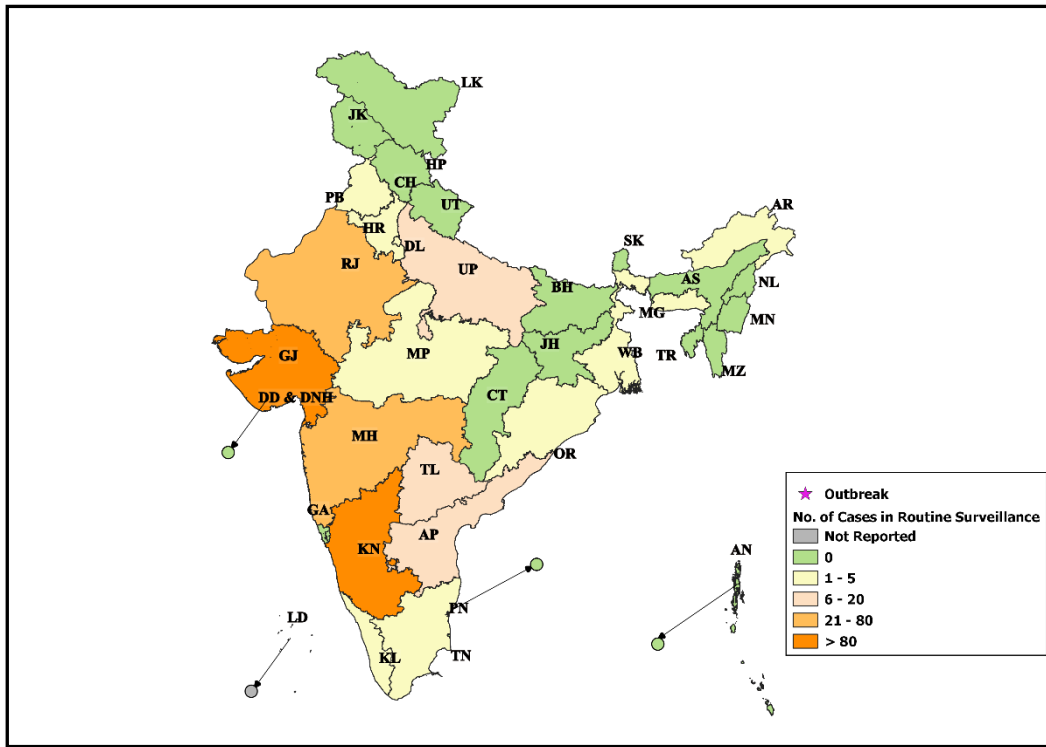 LK
JK
HP
CH
PB
UT
AR
HR
SK
DL
RJ
UP
AS
NL
BH
MG
MN
GJ
MP
JH
TR
WB
MZ
DD & DNH
CT
MH
OR
TL
GA
AP
KN
AN
PN
LD
KL
TN
Outbreak
No. of Cases in Routine Surveillance
Not Reported
0
1 - 5
6 - 20
21 - 80
> 80